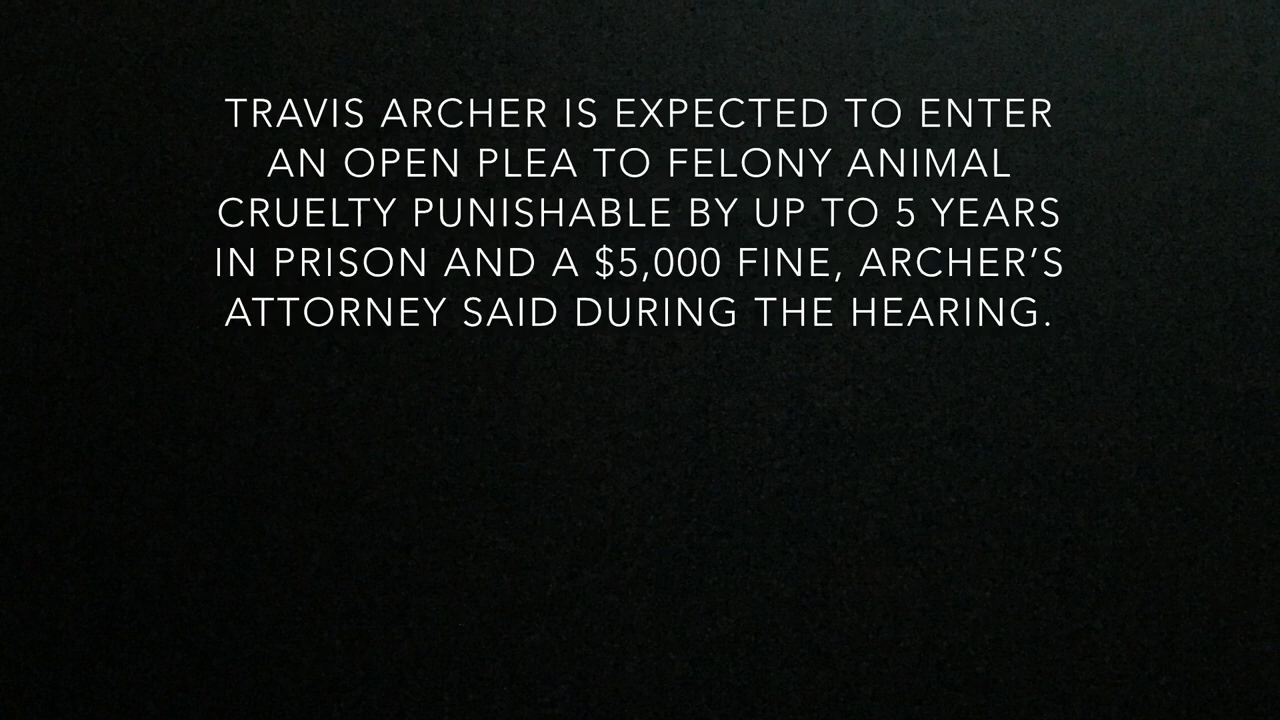 TRAVIS ARCHER IS EXPECTED TO ENTER
AN OPEN PLEA TO FELONY ANIMAL
CRUELTY PUNISHABLE BY UP TO 5 YEARS
IN PRISON AND A $5,000 FINE, ARCHER’S
ATTORNEY SAID DURING THE HEARING.